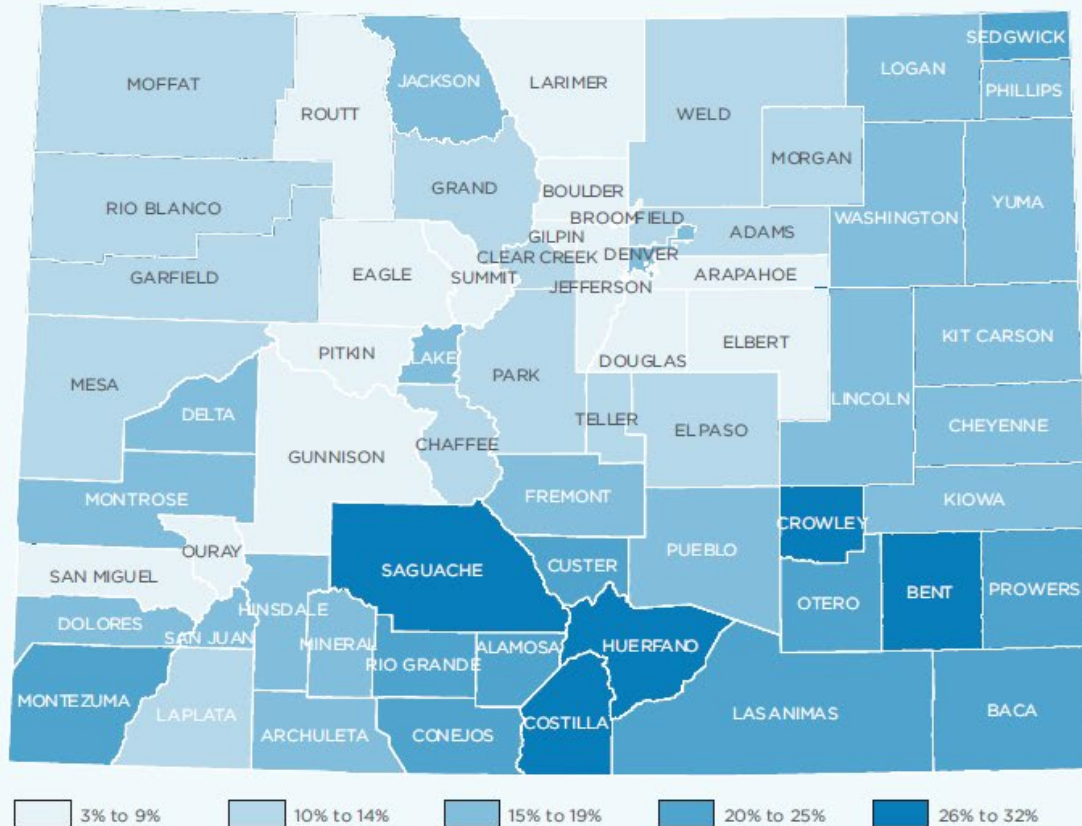 SEDGWICK
LOGAN
JACKSON
LARIMER
MOFFAT
PHILLIPS
ROUTT
WELD
MORGAN
GRAND
BOULDER
YUMA
RIO BLANCO
WASHINGTON
BROOMFIELD
ADAMS
GILPIN
CLEAR CREEK
DENVER
GARFIELD
EAGLE
SUMMIT
ARAPAHOE
JEFFERSON
KIT CARSON
ELBERT
PITKIN
LAKE
DOUGLAS
PARK
MESA
LINCOLN
DELTA
TELLER
CHEYENNE
EL PASO
CHAFFEE
GUNNISON
FREMONT
MONTROSE
KIOWA
CROWLEY
PUEBLO
OURAY
CUSTER
SAGUACHE
SAN MIGUEL
BENT
PROWERS
OTERO
HINSDALE
DOLORES
SAN JUAN
MINERAL
ALAMOSA
HUERFANO
RIO GRANDE
MONTEZUMA
LA PLATA
COSTILLA
LAS ANIMAS
BACA
ARCHULETA
CONEJOS
3% to 9%
10% to 14%
15% to 19%
20% to 25%
26% to 32%